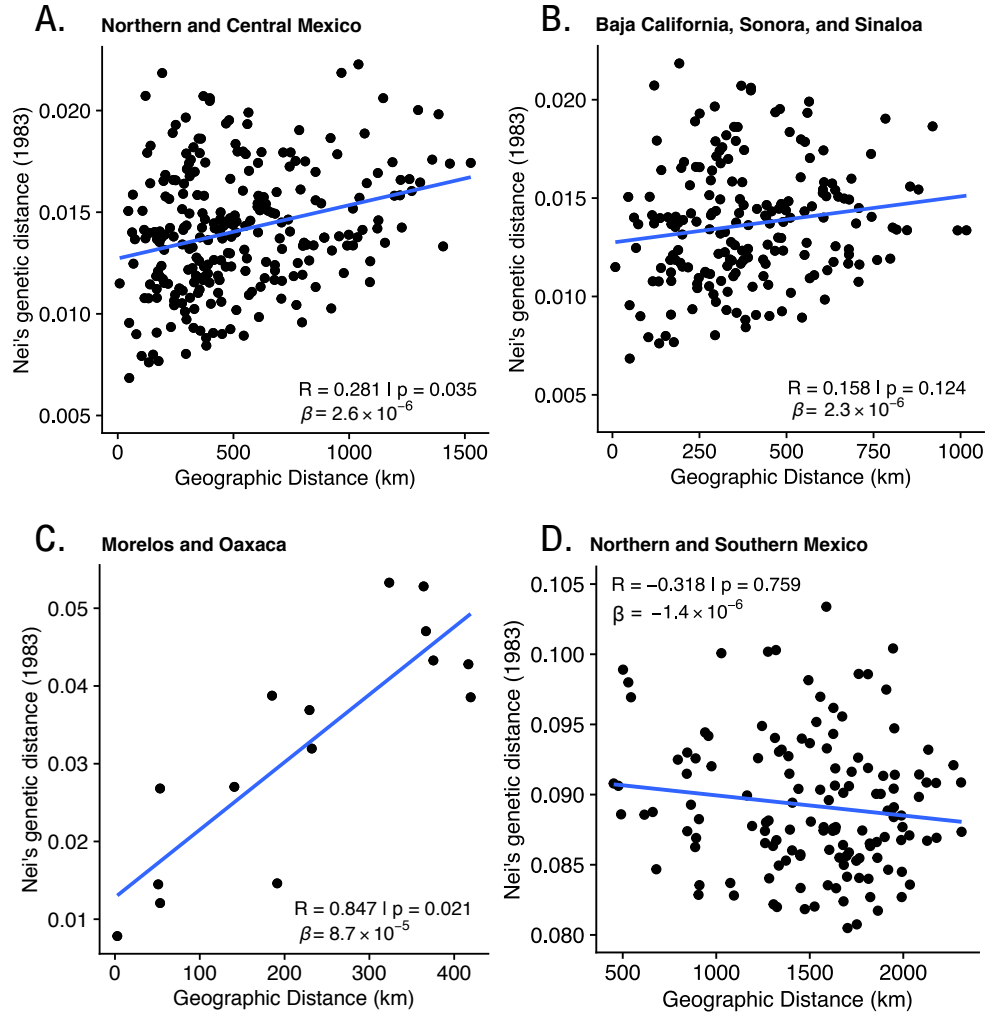 A. Northern and Central Mexico
Nei's genetic distance (1983)
0.020
0.015
0.010
0.005
R = 0.281 | p = 0.035
β = 2.6 × 10⁻⁶
0 500 1000 1500
Geographic Distance (km)
B. Baja California, Sonora, and Sinaloa
Nei's genetic distance (1983)
0.020
0.015
0.010
0.005
R = 0.158 | p = 0.124
β = 2.3 × 10⁻⁶
0 250 500 750 1000
Geographic Distance (km)
C. Morelos and Oaxaca
Nei's genetic distance (1983)
0.05
0.04
0.03
0.02
0.01
R = 0.847 | p = 0.021
β = 8.7 × 10⁻⁵
0 100 200 300 400
Geographic Distance (km)
D. Northern and Southern Mexico
Nei's genetic distance (1983)
R = −0.318 | p = 0.759
β = −1.4 × 10⁻⁶
0.105
0.100
0.095
0.090
0.085
0.080
500 1000 1500 2000
Geographic Distance (km)